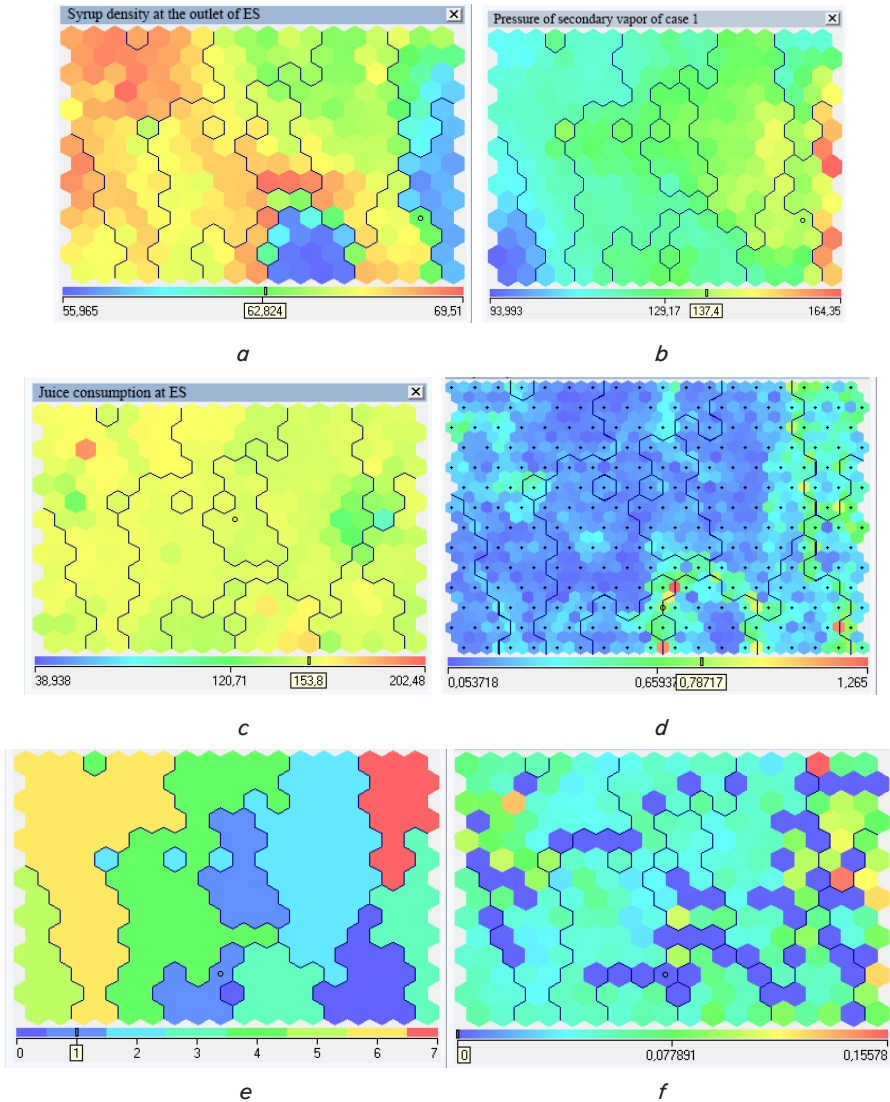 Syrup density at the outlet of ES
55,965 62,824 69,51
a
Pressure of secondary vapor of case 1
93,993 129,17 137,4 164,35
b
Juice consumption at ES
38,938 120,71 153,8 202,48
c
0,053718 0,78717 1,265
d
0 1 2 3 4 5 6 7
e
0 0,077891 0,15578
f